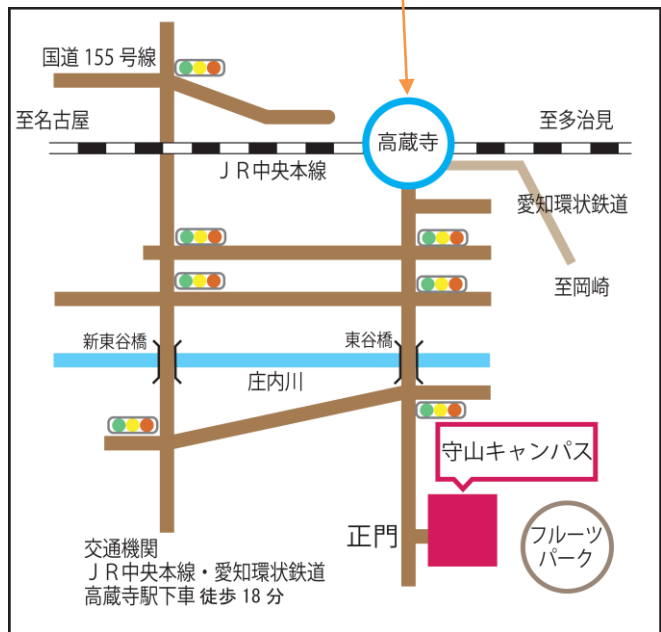 国道 155 号線
至名古屋
高蔵寺
至多治見
ＪＲ中央本線
愛知環状鉄道
至岡崎
新東谷橋
東谷橋
庄内川
守山キャンパス
正門
フルーツ
パーク
交通機関
ＪＲ中央本線・愛知環状鉄道
高蔵寺駅下車 徒歩 18 分